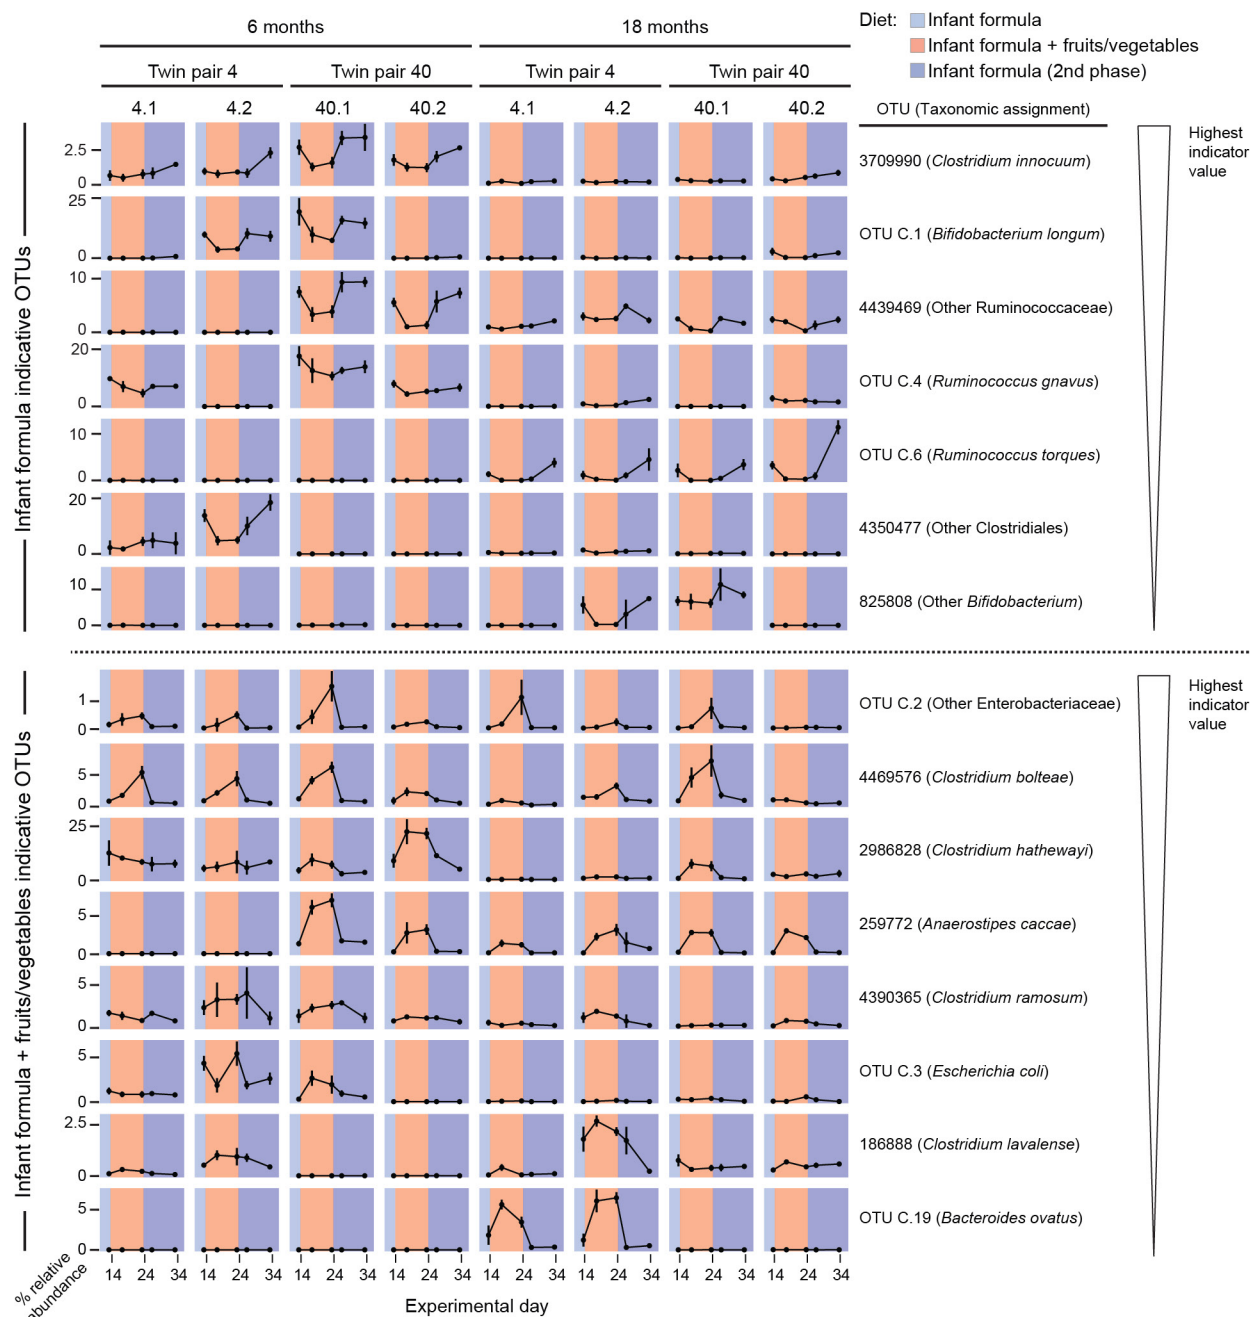 6 months
18 months
Diet:
Infant formula
Infant formula + fruits/vegetables
Infant formula (2nd phase)
Twin pair 4
Twin pair 40
Twin pair 4
Twin pair 40
4.1
4.2
40.1
40.2
4.1
4.2
40.1
40.2
OTU (Taxonomic assignment)
Infant formula indicative OTUs
2.5
0
3709990 (Clostridium innocuum)
Highest
indicator
value
25
0
OTU C.1 (Bifidobacterium longum)
10
0
4439469 (Other Ruminococcaceae)
20
0
OTU C.4 (Ruminococcus gnavus)
10
0
OTU C.6 (Ruminococcus torques)
20
0
4350477 (Other Clostridiales)
10
0
825808 (Other Bifidobacterium)
Infant formula + fruits/vegetables indicative OTUs
1
0
OTU C.2 (Other Enterobacteriaceae)
Highest
indicator
value
5
0
4469576 (Clostridium bolteae)
25
0
2986828 (Clostridium hathewayi)
5
0
259772 (Anaerostipes caccae)
5
0
4390365 (Clostridium ramosum)
5
0
OTU C.3 (Escherichia coli)
2.5
0
186888 (Clostridium lavalense)
5
0
OTU C.19 (Bacteroides ovatus)
14 24 34 14 24 34 14 24 34 14 24 34 14 24 34 14 24 34 14 24 34 14 24 34
% relative
bundance
Experimental day